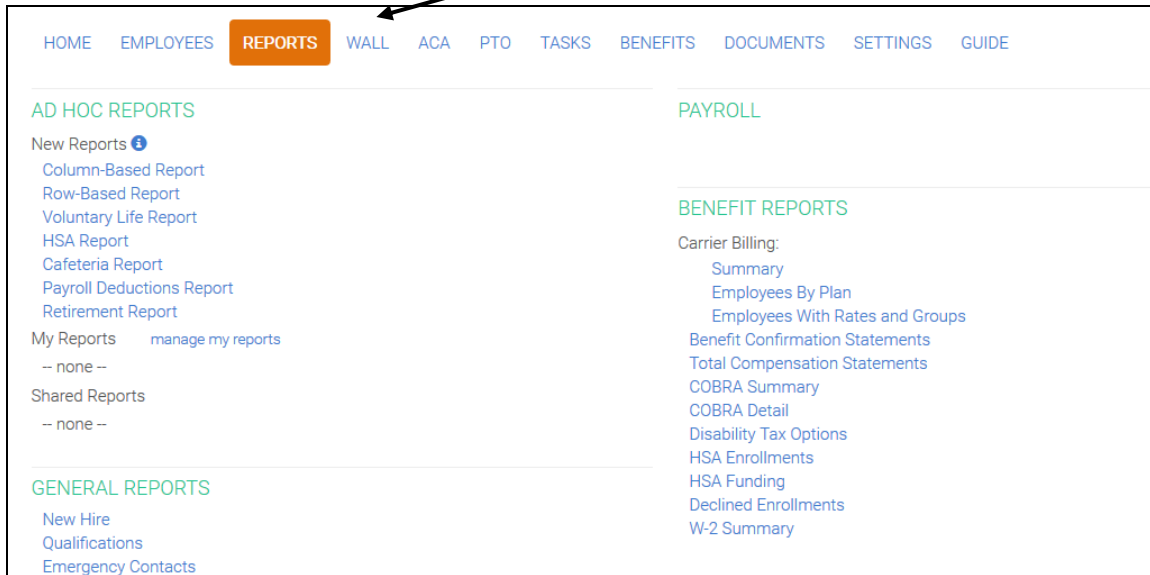 HOME EMPLOYEES REPORTS WALL ACA PTO TASKS BENEFITS DOCUMENTS SETTINGS GUIDE
AD HOC REPORTS
New Reports
Column-Based Report
Row-Based Report
Voluntary Life Report
HSA Report
Cafeteria Report
Payroll Deductions Report
Retirement Report
My Reports manage my reports
-- none --
Shared Reports
-- none --
GENERAL REPORTS
New Hire
Qualifications
Emergency Contacts
PAYROLL
BENEFIT REPORTS
Carrier Billing:
Summary
Employees By Plan
Employees With Rates and Groups
Benefit Confirmation Statements
Total Compensation Statements
COBRA Summary
COBRA Detail
Disability Tax Options
HSA Enrollments
HSA Funding
Declined Enrollments
W-2 Summary